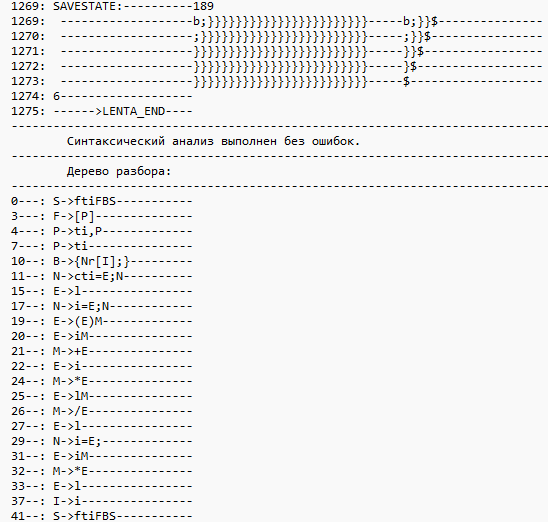 1269: SAVESTATE:----------189
1269:  -------------------b;}}}}}}}}}}}}}}}}}}}}}}}-----b;}}$---------------
1270:  -------------------;}}}}}}}}}}}}}}}}}}}}}}}}-----;}}$----------------
1271:  -------------------}}}}}}}}}}}}}}}}}}}}}}}}}-----}}$-----------------
1272:  -------------------}}}}}}}}}}}}}}}}}}}}}}}}}-----}$------------------
1273:  -------------------}}}}}}}}}}}}}}}}}}}}}}}}}-----$-------------------
1274: 6-------------------
1275: ------>LENTA_END----
----------------------------------------------------------------------------
Синтаксический анализ выполнен без ошибок.
----------------------------------------------------------------------------
Дерево разбора:
----------------------------------------------------------------------------
0---: S->ftiFBS-----------
3---: F->[P]--------------
4---: P->ti,P-------------
7---: P->ti---------------
10--: B->{Nr[I];}---------
11--: N->cti=E;N----------
15--: E->l----------------
17--: N->i=E;N------------
19--: E->(E)M-------------
20--: E->iM---------------
21--: M->+E---------------
22--: E->i----------------
24--: M->*E---------------
25--: E->lM---------------
26--: M->/E---------------
27--: E->l----------------
29--: N->i=E;-------------
31--: E->iM---------------
32--: M->*E---------------
33--: E->l----------------
37--: I->i----------------
41--: S->ftiFBS-----------